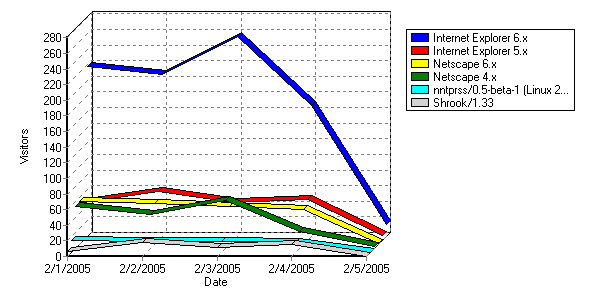 280
260
240
220
200
180
160
140
120
100
80
60
40
20
0
Visitors
2/1/2005 2/2/2005 2/3/2005 2/4/2005 2/5/2005
Date
Internet Explorer 6.x
Internet Explorer 5.x
Netscape 6.x
Netscape 4.x
nntprss/0.5-beta-1 (Linux 2...
Shrook/1.33